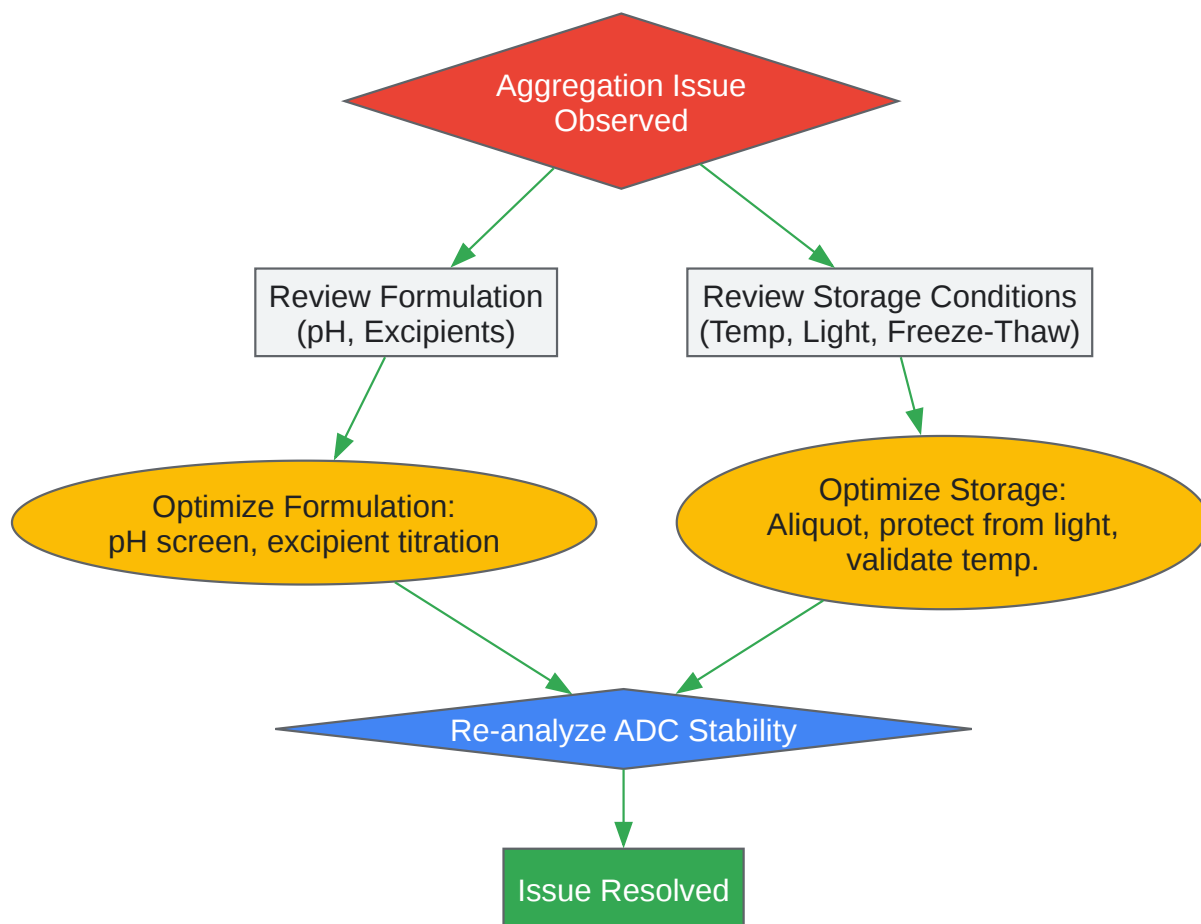 Aggregation Issue
Observed
Review Formulation
(pH, Excipients)
Review Storage Conditions
(Temp, Light, Freeze-Thaw)
Optimize Formulation:
pH screen, excipient titration
Optimize Storage:
Aliquot, protect from light,
validate temp.
Re-analyze ADC Stability
Issue Resolved